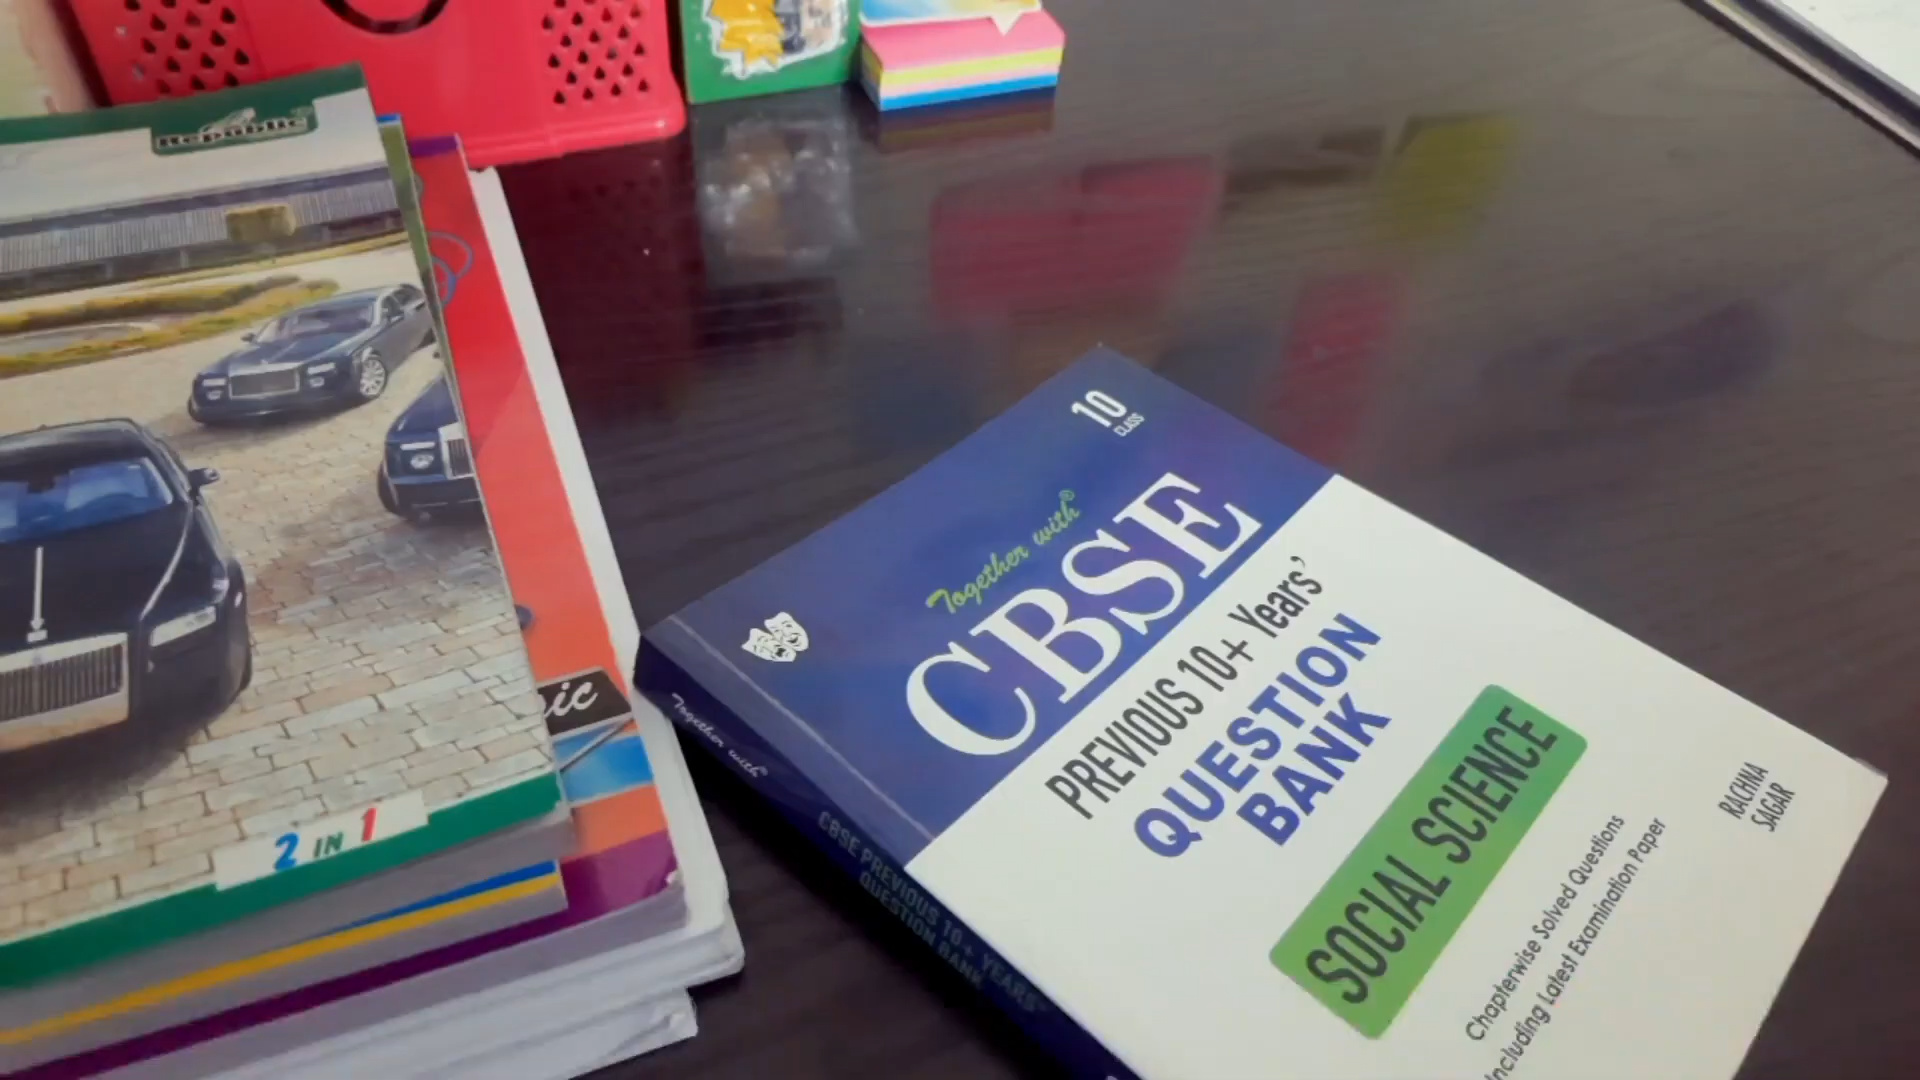 Republic
2 IN 1
ic
10
CLASS
Together with®
CBSE
PREVIOUS 10+ Years'
QUESTION
BANK
SOCIAL SCIENCE
Chapterwise Solved Questions
Including Latest Examination Paper
RACHNA
SAGAR
Together with®
CBSE PREVIOUS 10+ YEARS'
QUESTION BANK